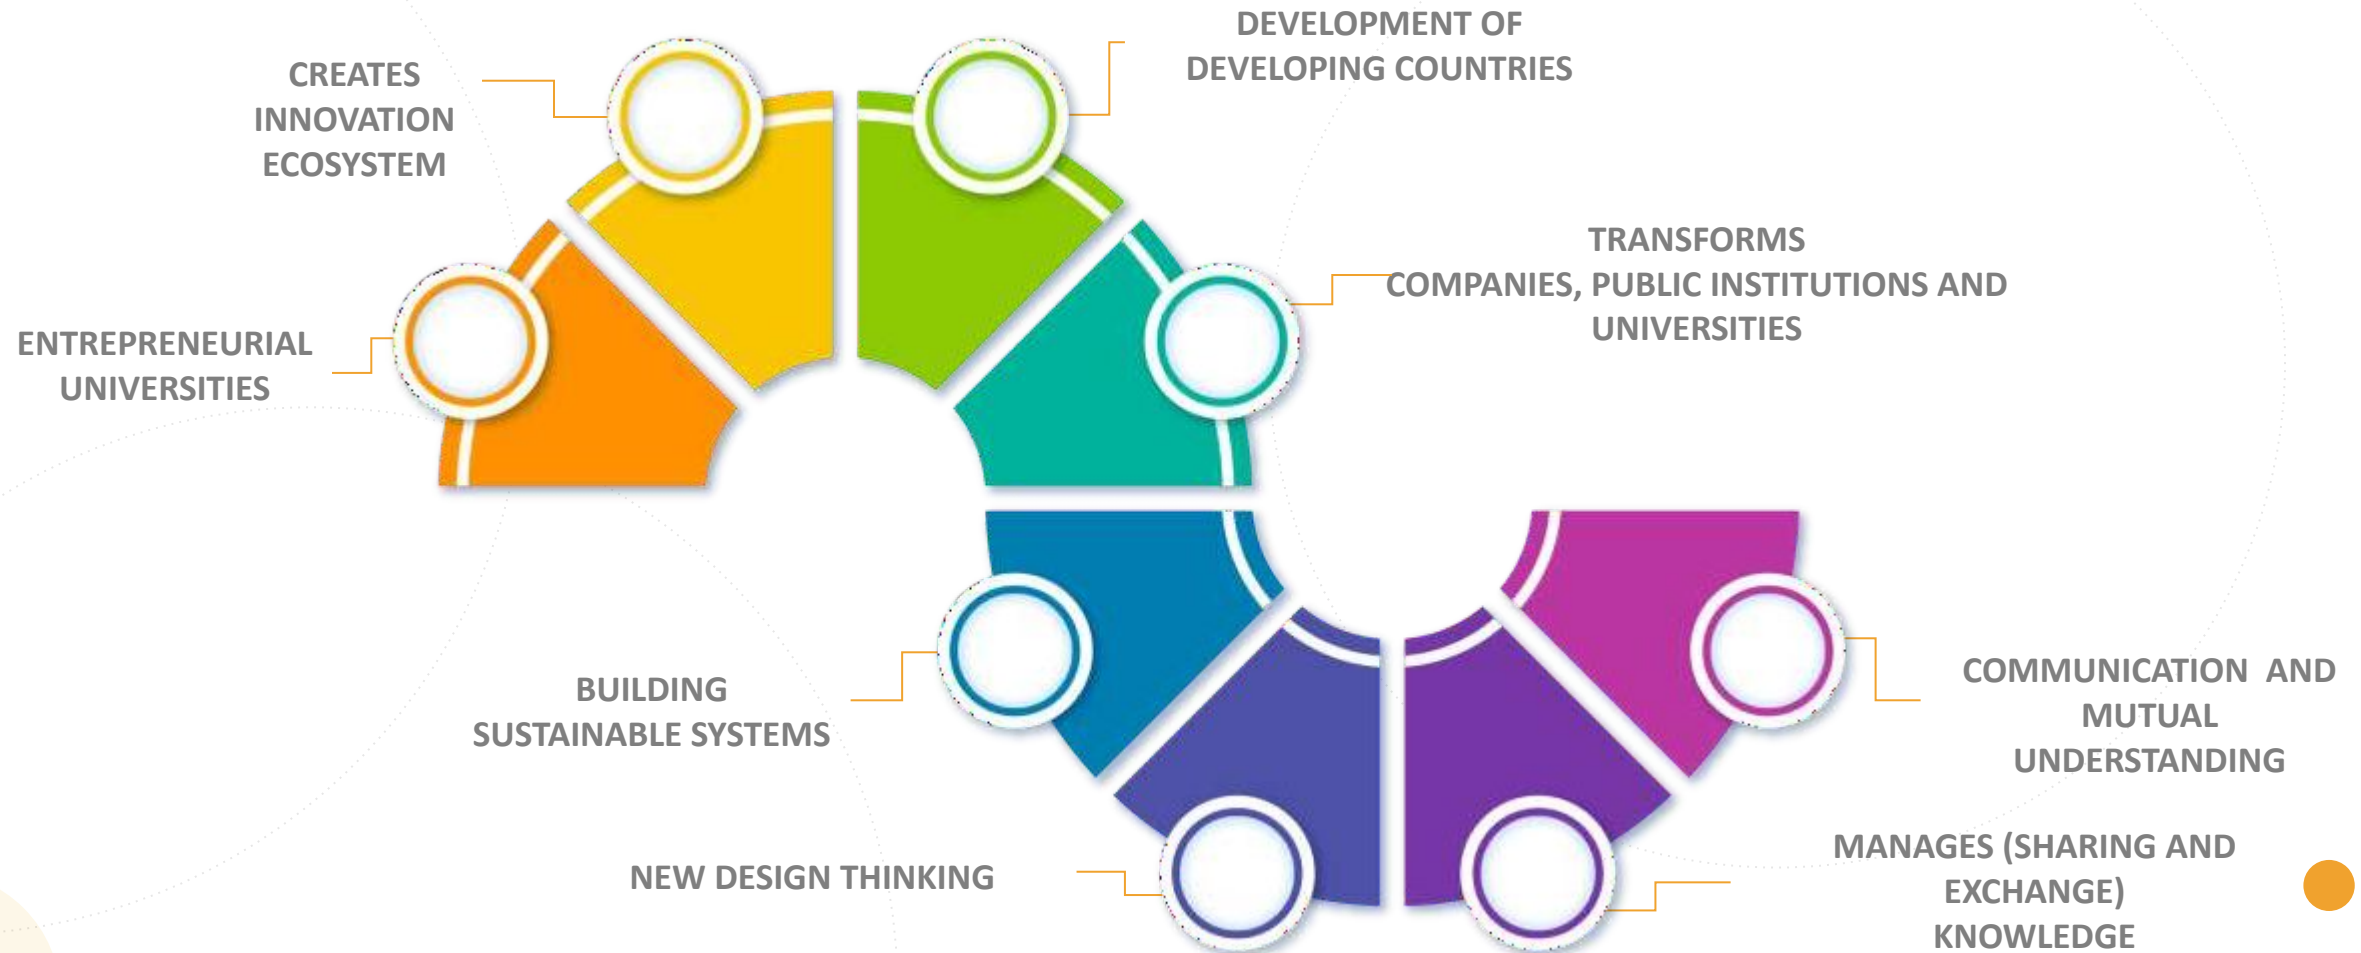 DEVELOPMENT OF
DEVELOPING COUNTRIES
CREATES
INNOVATION
ECOSYSTEM
TRANSFORMS
COMPANIES, PUBLIC INSTITUTIONS AND
UNIVERSITIES
ENTREPRENEURIAL
UNIVERSITIES
BUILDING
SUSTAINABLE SYSTEMS
COMMUNICATION AND
MUTUAL
UNDERSTANDING
NEW DESIGN THINKING
MANAGES (SHARING AND
EXCHANGE)
KNOWLEDGE